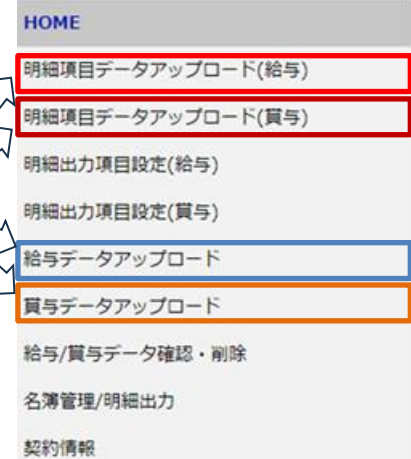 HOME
明細項目データアップロード(給与)
明細項目データアップロード(賞与)
明細出力項目設定(給与)
明細出力項目設定(賞与)
給与データアップロード
賞与データアップロード
給与/賞与データ確認・削除
名簿管理/明細出力
契約情報